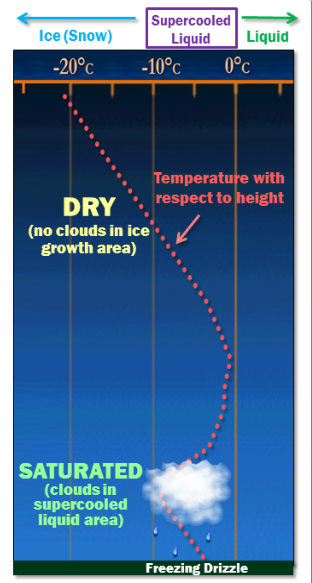 Supercooled
Liquid
Ice (Snow)
Liquid
-20°C
-10°C
0°C
Temperature with
respect to height
DRY
(no clouds in ice
growth area)
SATURATED
(clouds in
supercooled
liquid area)
Freezing Drizzle